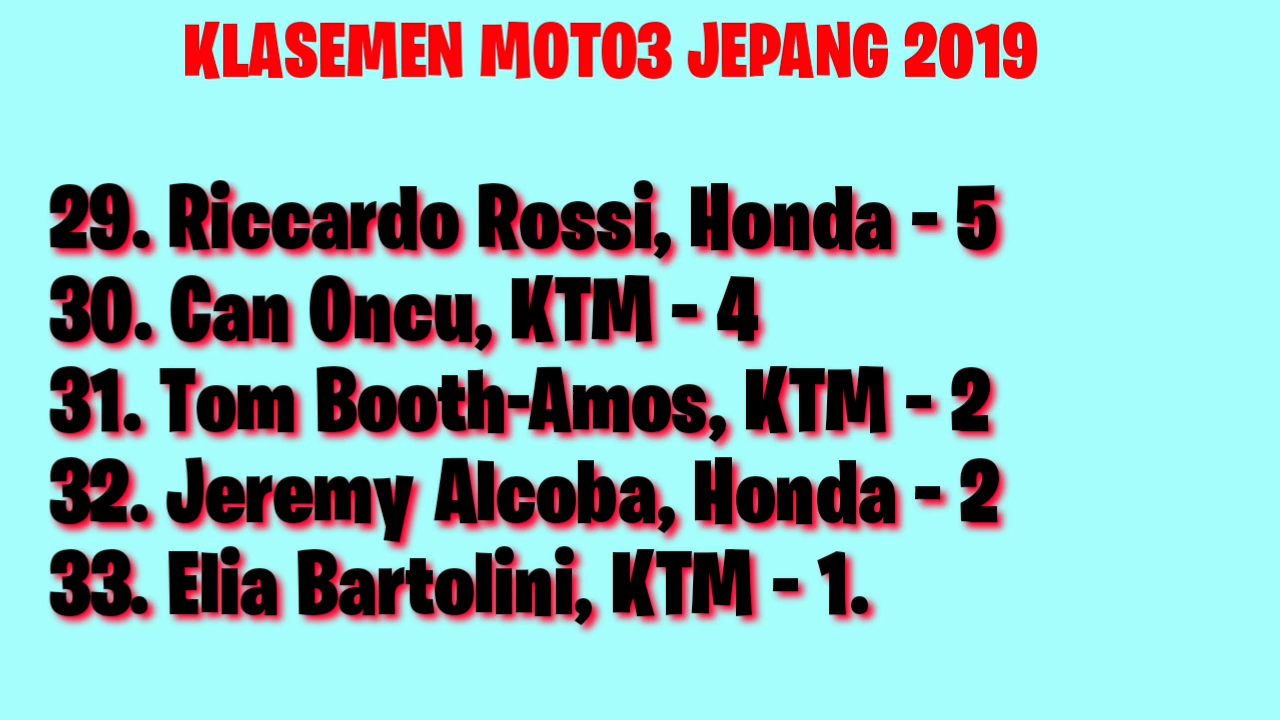 KLASEMEN MOTO3 JEPANG 2019
29. Riccardo Rossi, Honda - 5
30. Can Oncu, KTM - 4
31. Tom Booth-Amos, KTM - 2
32. Jeremy Alcoba, Honda - 2
33. Elia Bartolini, KTM - 1.